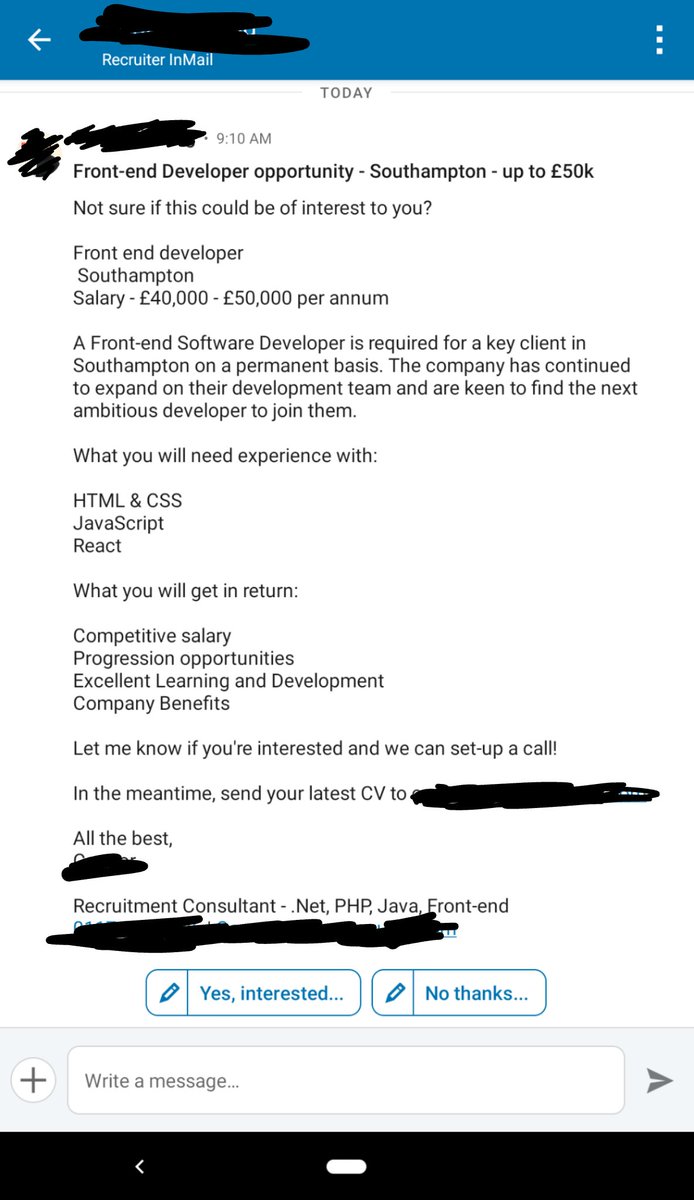 Recruiter InMail
TODAY
9:10 AM
Front-end Developer opportunity - Southampton - up to £50k
Not sure if this could be of interest to you?
Front end developer
Southampton
Salary - £40,000 - £50,000 per annum
A Front-end Software Developer is required for a key client in
Southampton on a permanent basis. The company has continued
to expand on their development team and are keen to find the next
ambitious developer to join them.
What you will need experience with:
HTML & CSS
JavaScript
React
What you will get in return:
Competitive salary
Progression opportunities
Excellent Learning and Development
Company Benefits
Let me know if you're interested and we can set-up a call!
In the meantime, send your latest CV to
All the best,
Recruitment Consultant - .Net, PHP, Java, Front-end
Yes, interested...
No thanks...
Write a message...